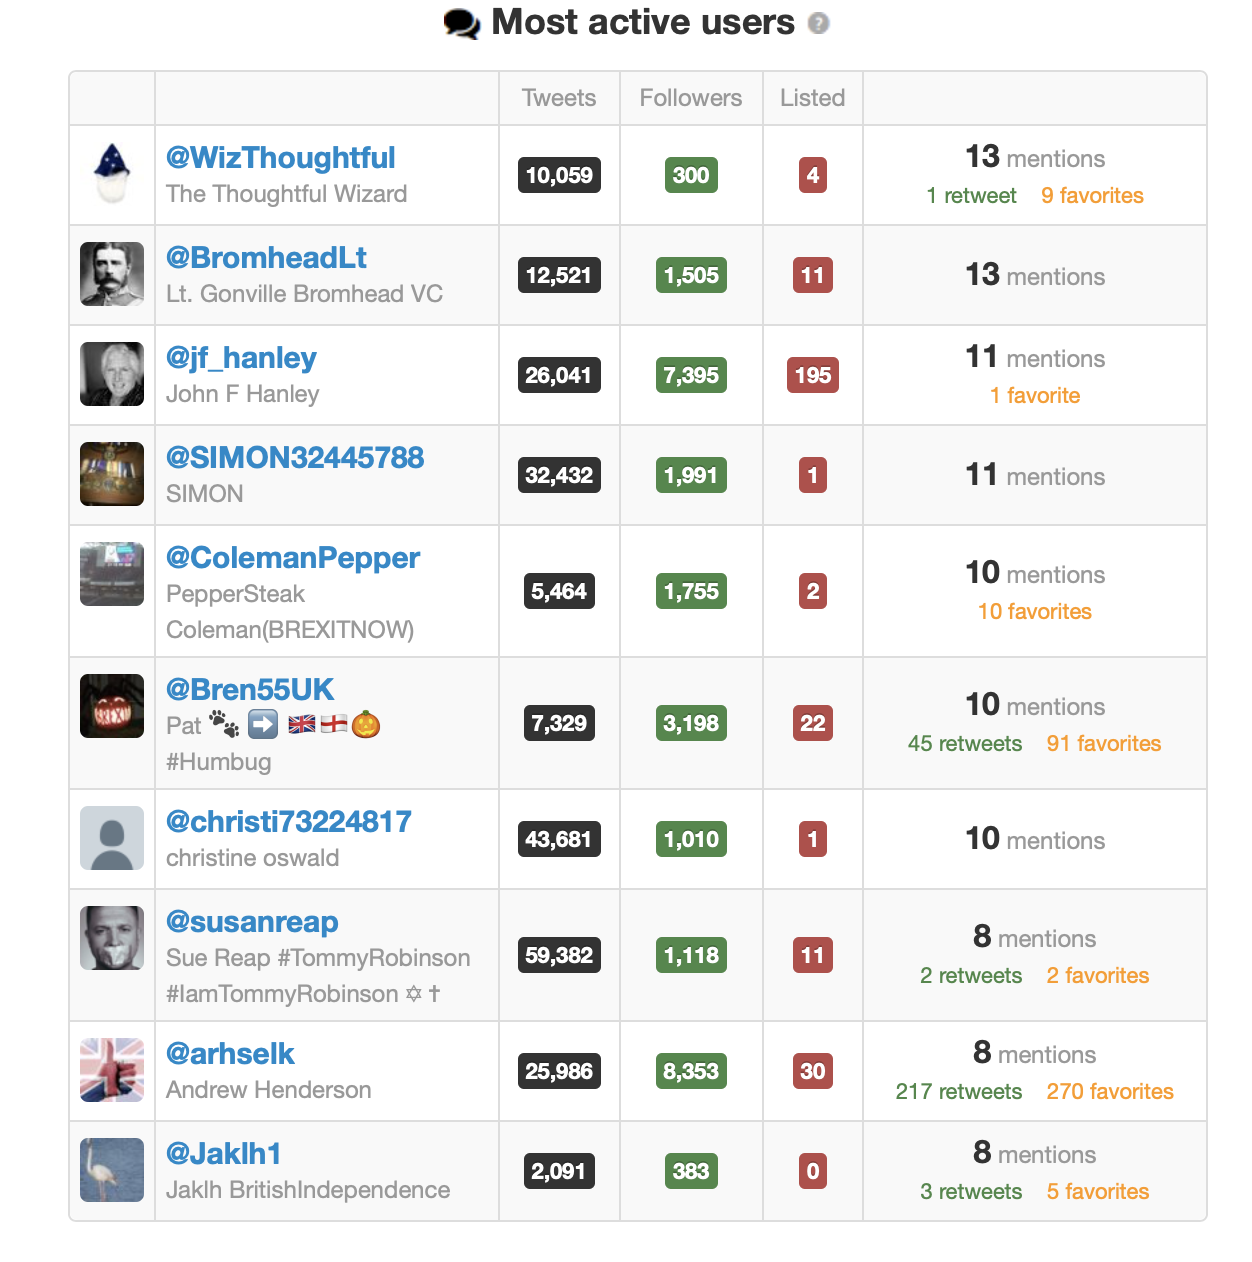 Most active users ?
Tweets Followers Listed
@WizThoughtful
The Thoughtful Wizard
10,059 300 4
13 mentions
1 retweet 9 favorites
@BromheadLt
Lt. Gonville Bromhead VC
12,521 1,505 11
13 mentions
@jf_hanley
John F Hanley
26,041 7,395 195
11 mentions
1 favorite
@SIMON32445788
SIMON
32,432 1,991 1
11 mentions
@ColemanPepper
PepperSteak
Coleman(BREXITNOW)
5,464 1,755 2
10 mentions
10 favorites
@Bren55UK
Pat 🐾 ➡️ 🇬🇧🏴󠁧󠁢󠁥󠁮󠁧󠁿🎃
#Humbug
7,329 3,198 22
10 mentions
45 retweets 91 favorites
@christi73224817
christine oswald
43,681 1,010 1
10 mentions
@susanreap
Sue Reap #TommyRobinson
#IamTommyRobinson ✡ ✝
59,382 1,118 11
8 mentions
2 retweets 2 favorites
@arhselk
Andrew Henderson
25,986 8,353 30
8 mentions
217 retweets 270 favorites
@Jaklh1
Jaklh BritishIndependence
2,091 383 0
8 mentions
3 retweets 5 favorites